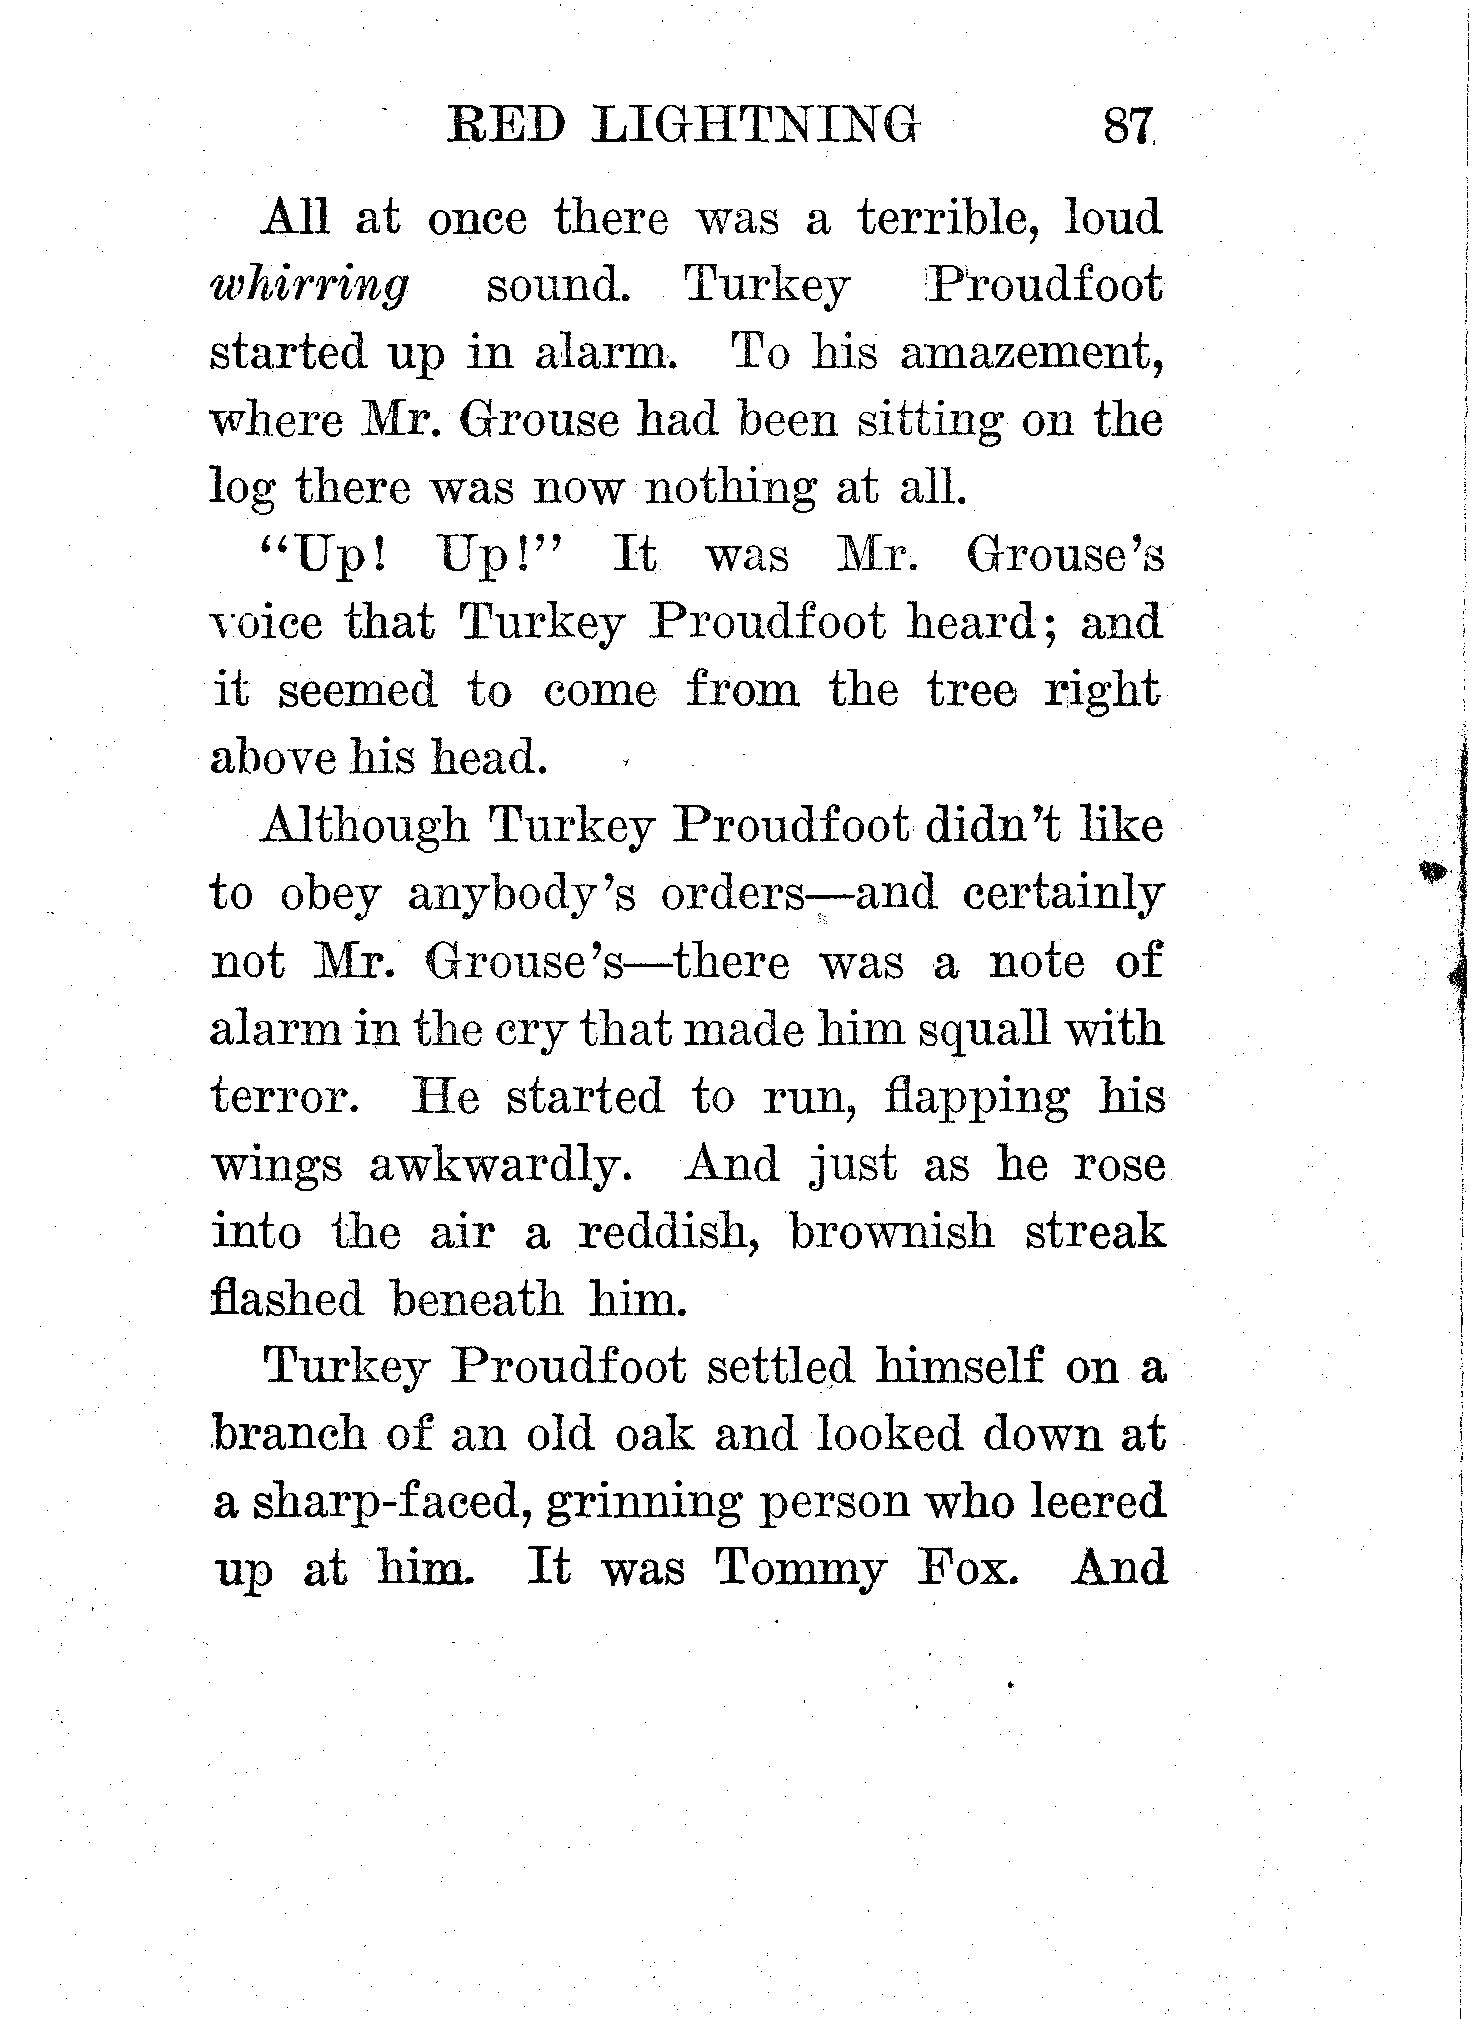 RED LIGHTNING 87
All at once there was a terrible, loud
whirring sound. Turkey Proudfoot
started up in alarm. To his amazement,
where Mr. Grouse had been sitting on the
log there was now nothing at all.
“Up! Up!” It was Mr. Grouse’s
voice that Turkey Proudfoot heard; and
it seemed to come from the tree right
above his head.
Although Turkey Proudfoot didn’t like
to obey anybody’s orders—and certainly
not Mr. Grouse’s—there was a note of
alarm in the cry that made him squall with
terror. He started to run, flapping his
wings awkwardly. And just as he rose
into the air a reddish, brownish streak
flashed beneath him.
Turkey Proudfoot settled himself on a
branch of an old oak and looked down at
a sharp-faced, grinning person who leered
up at him. It was Tommy Fox. And